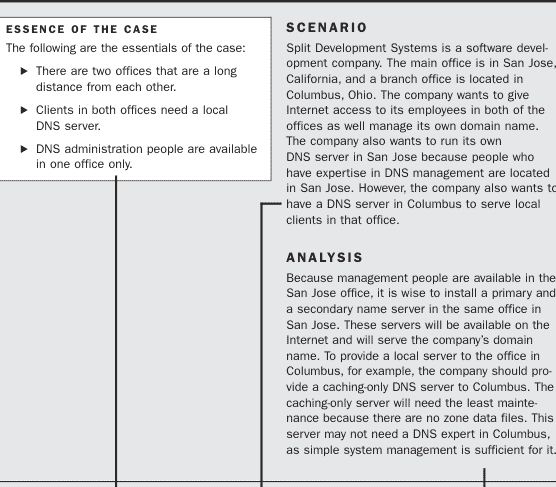 ESSENCE OF THE CASE
The following are the essentials of the case:
▶ There are two offices that are a long
distance from each other.
▶ Clients in both offices need a local
DNS server.
▶ DNS administration people are available
in one office only.
SCENARIO
Split Development Systems is a software devel-
opment company. The main office is in San Jose,
California, and a branch office is located in
Columbus, Ohio. The company wants to give
Internet access to its employees in both of the
offices as well manage its own domain name.
The company also wants to run its own
DNS server in San Jose because people who
have expertise in DNS management are located
in San Jose. However, the company also wants to
have a DNS server in Columbus to serve local
clients in that office.
ANALYSIS
Because management people are available in the
San Jose office, it is wise to install a primary and
a secondary name server in the same office in
San Jose. These servers will be available on the
Internet and will serve the company's domain
name. To provide a local server to the office in
Columbus, for example, the company should pro-
vide a caching-only DNS server to Columbus. The
caching-only server will need the least mainte-
nance because there are no zone data files. This
server may not need a DNS expert in Columbus,
as simple system management is sufficient for it.